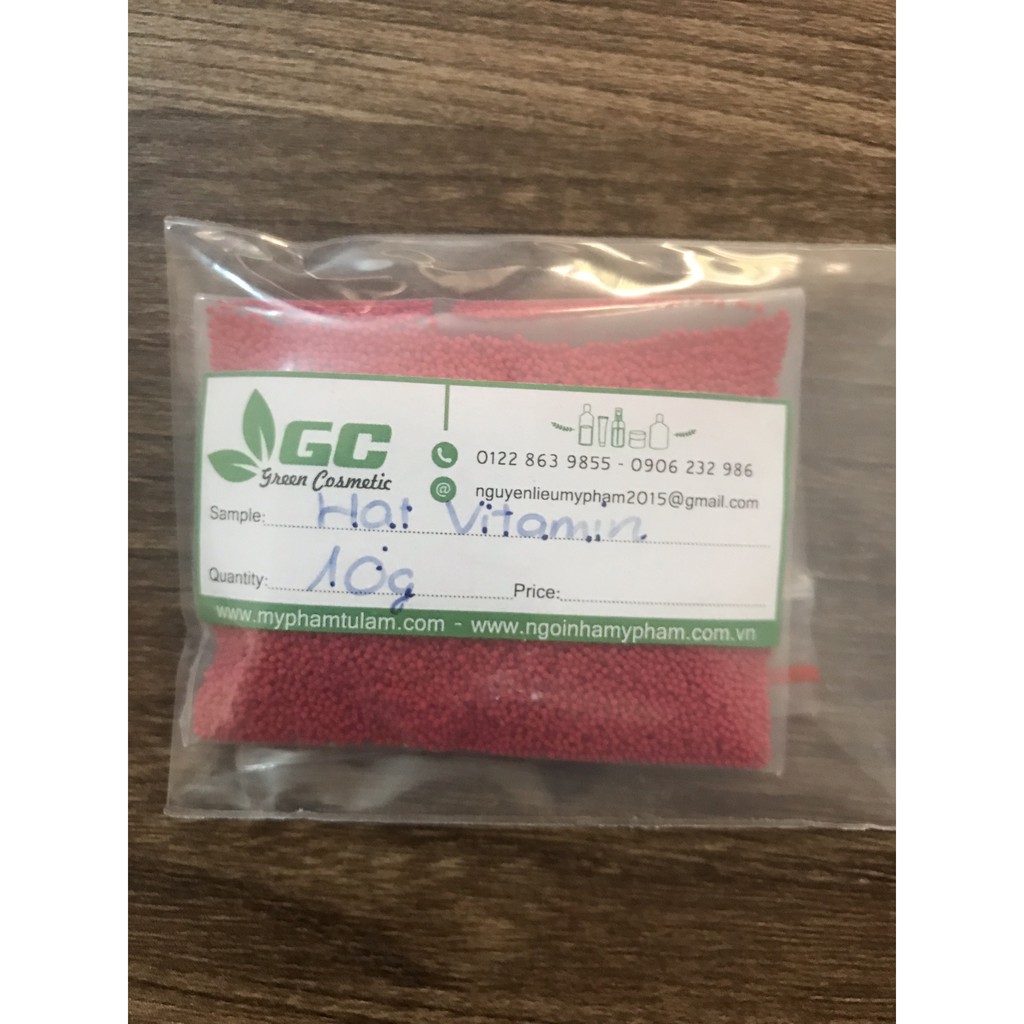 GC
Green Cosmetic
0122 863 9855 - 0906 232 986
@ nguyenlieumypham2015@gmail.com
Sample: Hạt Vitamin
Quantity: 10g Price:
www.myphamtulam.com - www.ngoinhamypham.com.vn